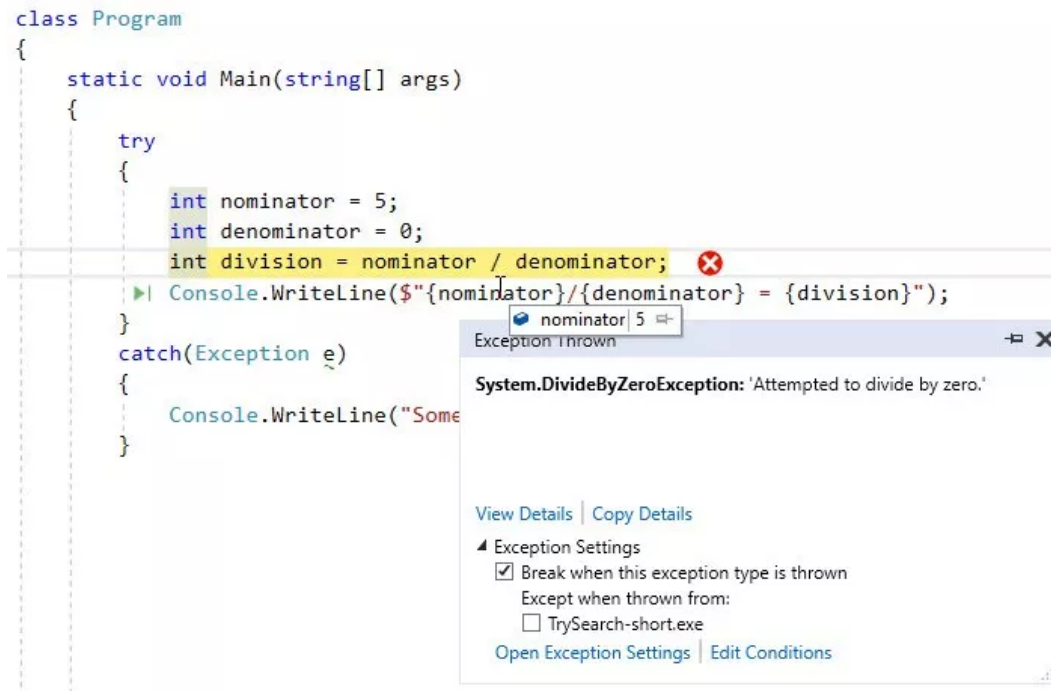 class Program
{
static void Main(string[] args)
{
try
{
int nominator = 5;
int denominator = 0;
int division = nominator / denominator;
Console.WriteLine($"{nominator}/{denominator} = {division}");
nominator 5
}
catch(Exception e)
{
Console.WriteLine("Some
}
Exception Thrown
System.DivideByZeroException: 'Attempted to divide by zero.'
View Details | Copy Details
Exception Settings
Break when this exception type is thrown
Except when thrown from:
TrySearch-short.exe
Open Exception Settings | Edit Conditions